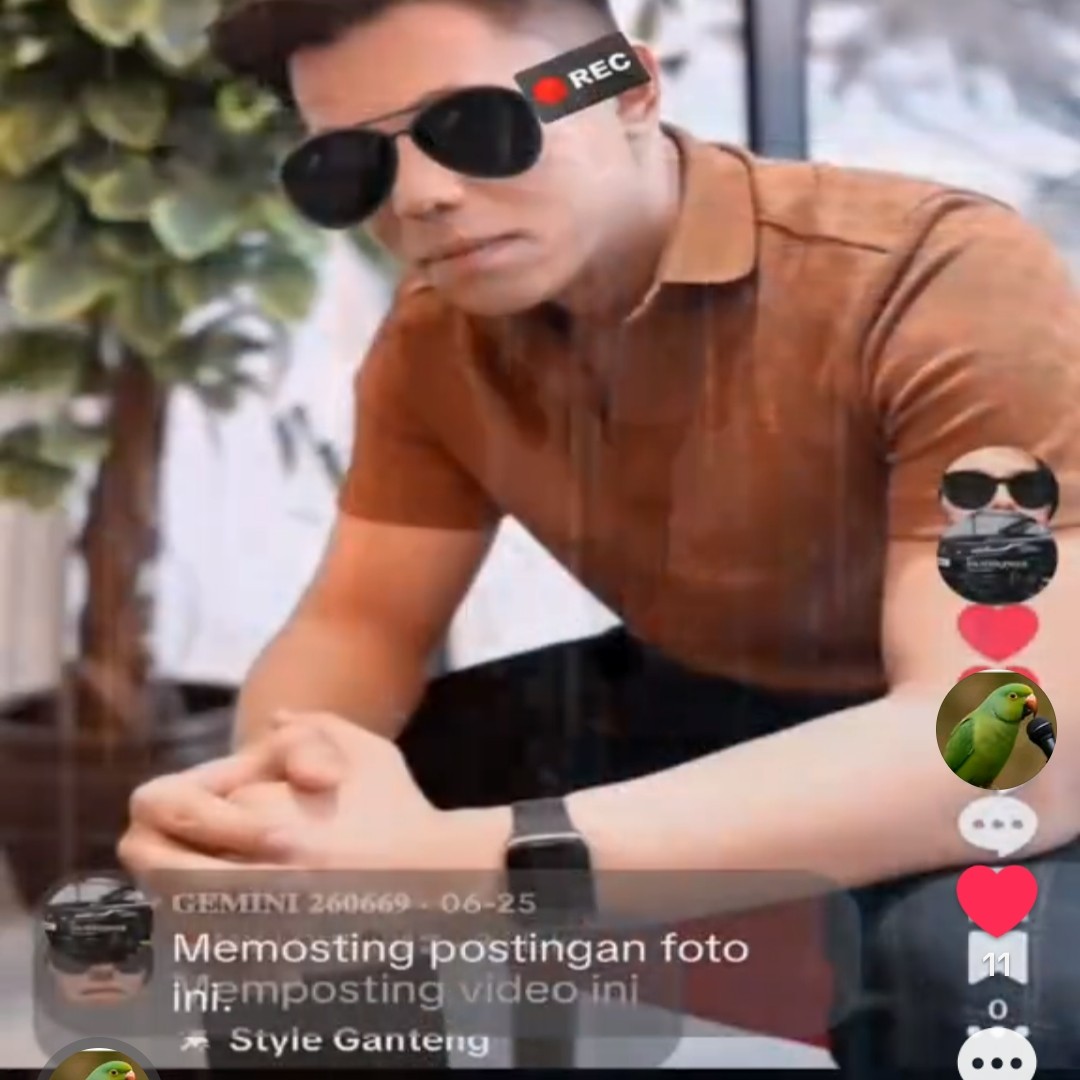 REC
GEMINI 260669 · 06-25
Memosting postingan foto
ini.
Memposting video ini
Style Ganteng
11
0